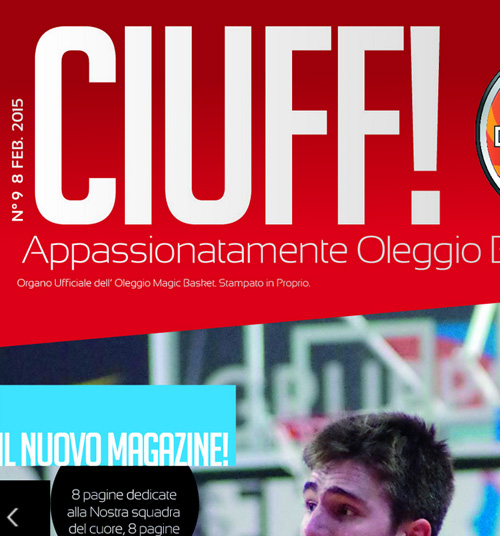 CIUFF!
N° 9 8 FEB. 2015
Appassionatamente Oleggio
Organo Ufficiale dell' Oleggio Magic Basket. Stampato in Proprio.
IL NUOVO MAGAZINE!
8 pagine dedicate
alla Nostra squadra
del cuore, 8 pagine